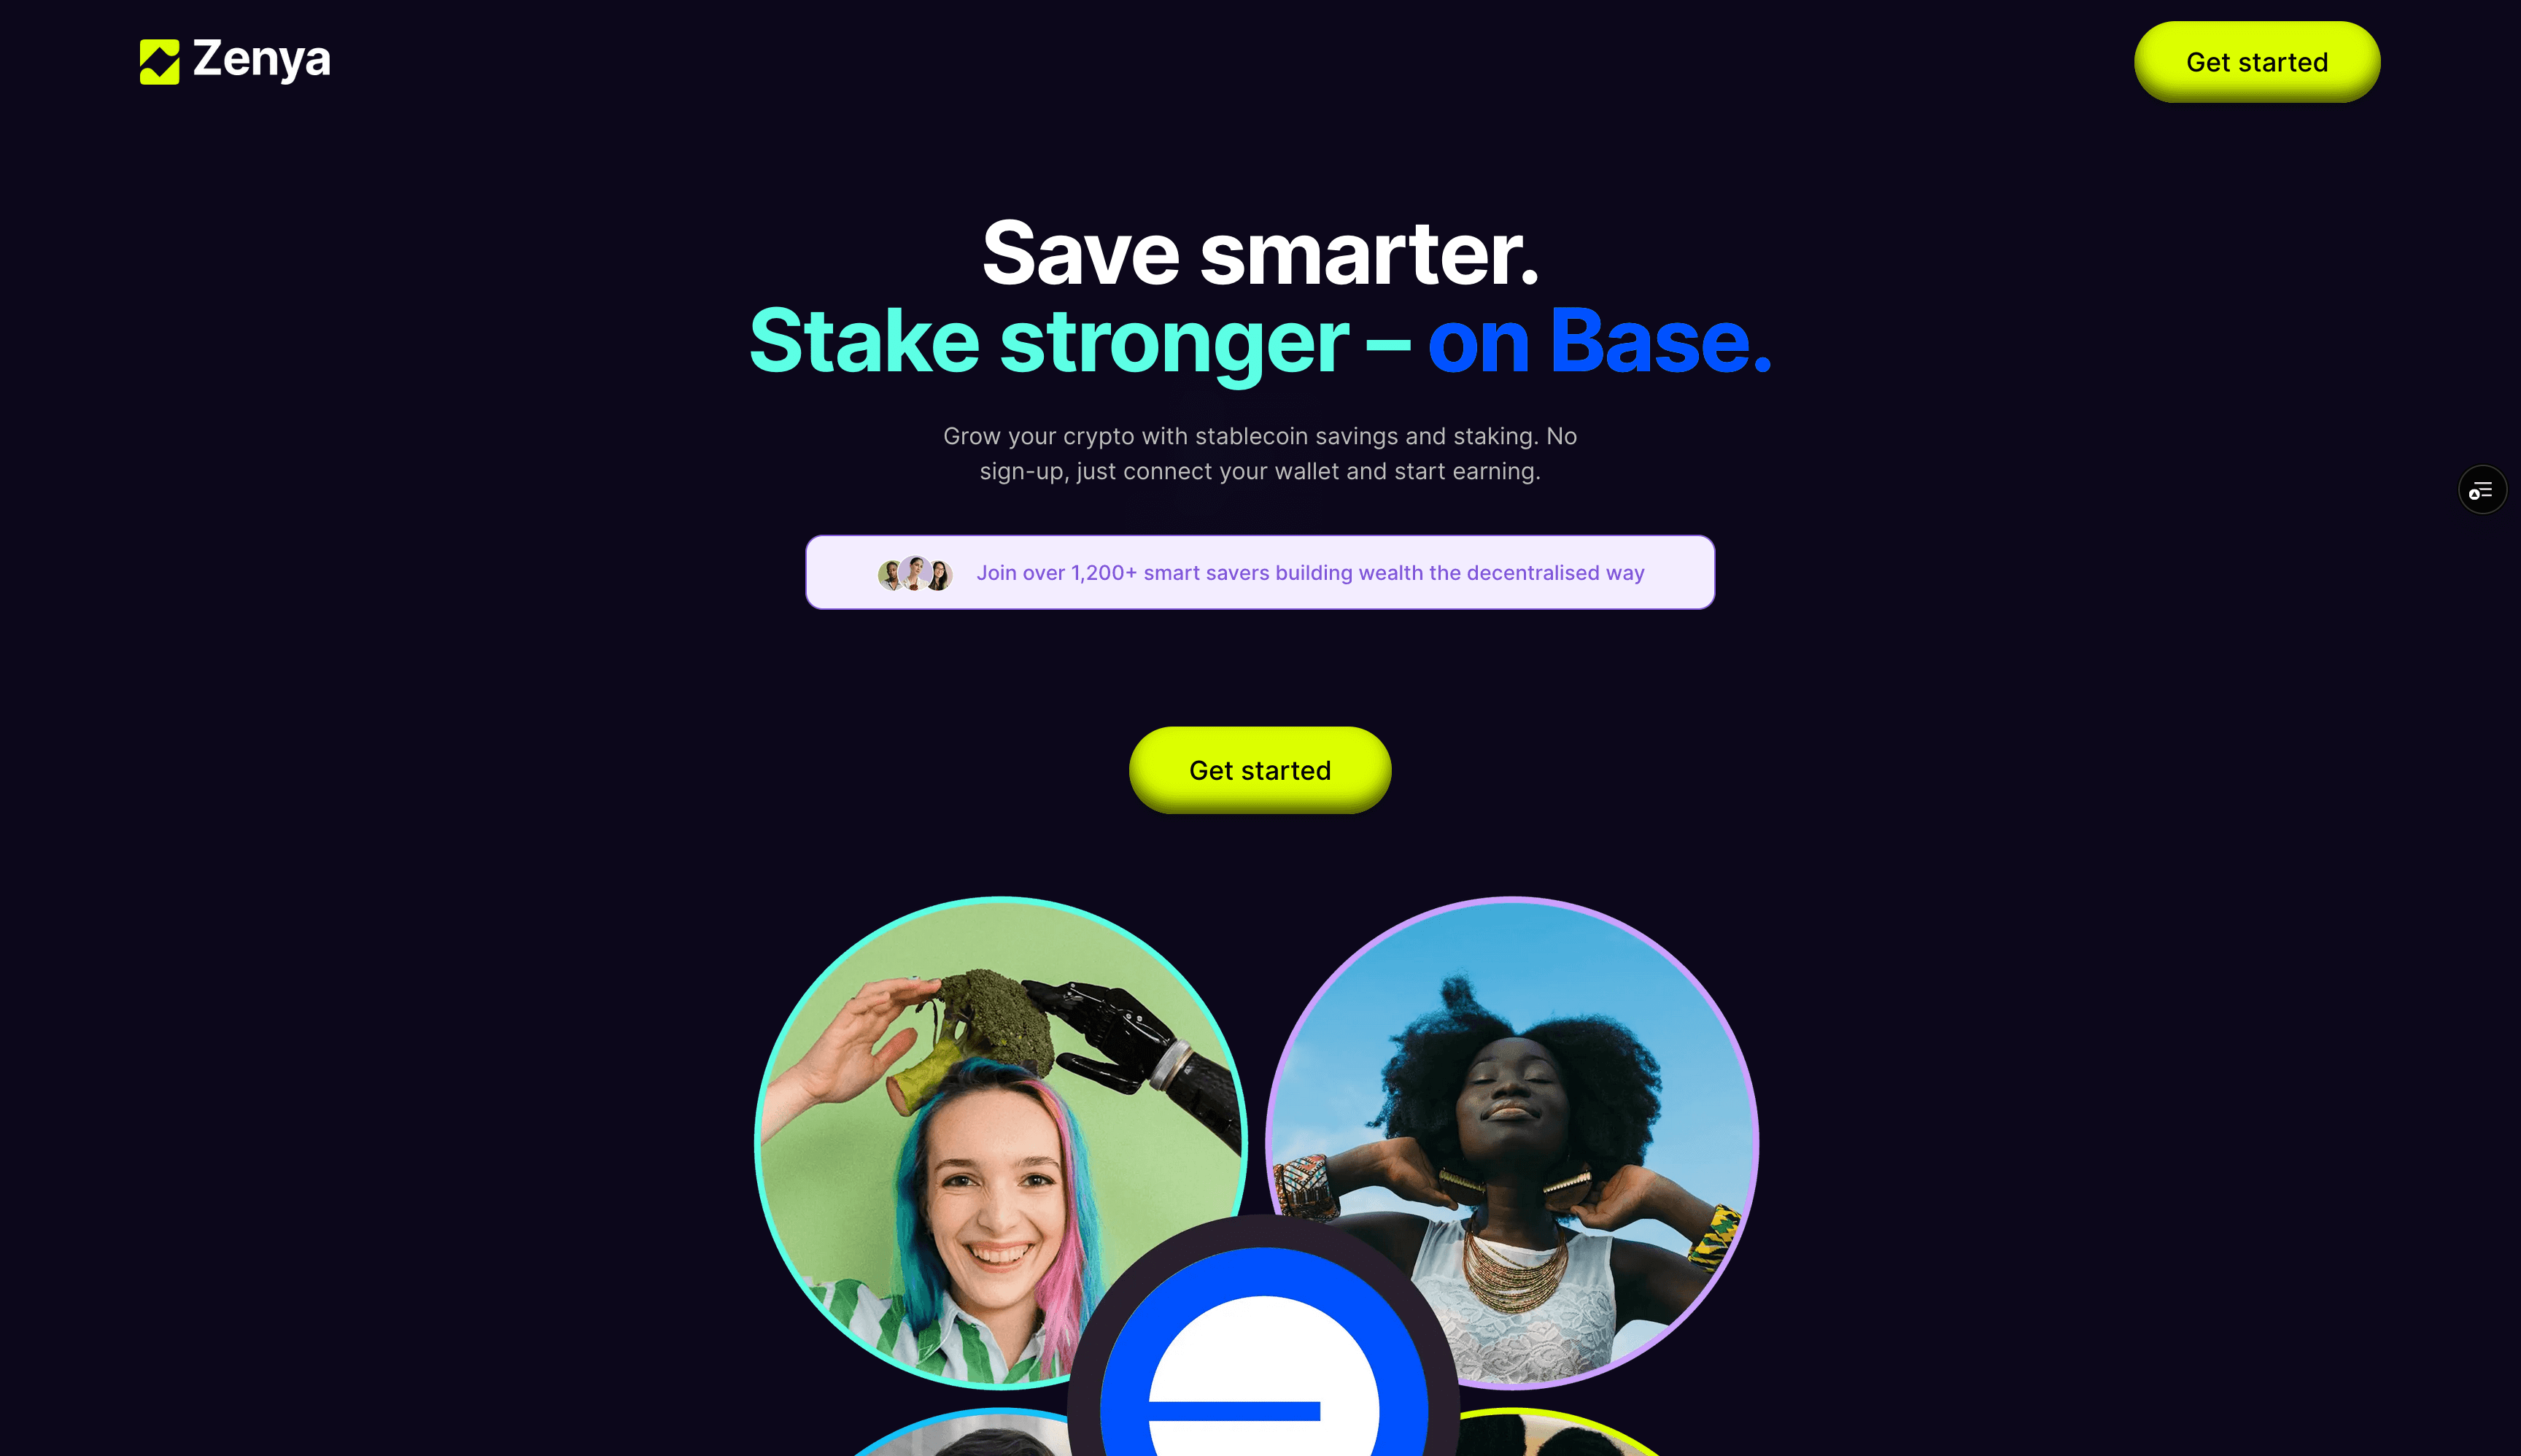 Zenya
Get started
Save smarter.
Stake stronger – on Base.
Grow your crypto with stablecoin savings and staking. No
sign-up, just connect your wallet and start earning.
Join over 1,200+ smart savers building wealth the decentralised way
Get started